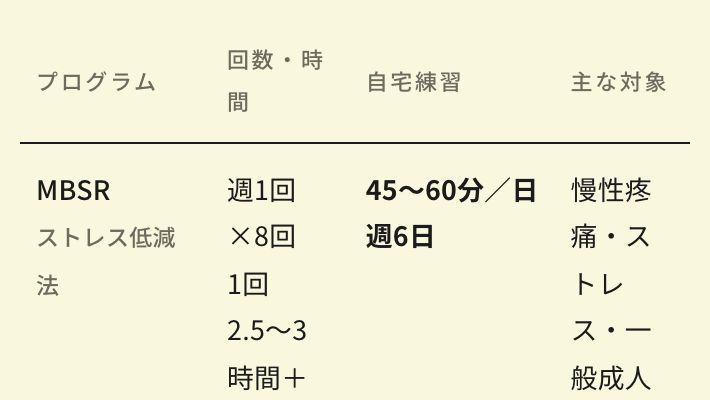 プログラム
回数・時
間
自宅練習
主な対象
MBSR
ストレス低減
法
週1回
×8回
1回
2.5〜3
時間＋
45〜60分／日
週6日
慢性疼
痛・ス
トレ
ス・一
般成人